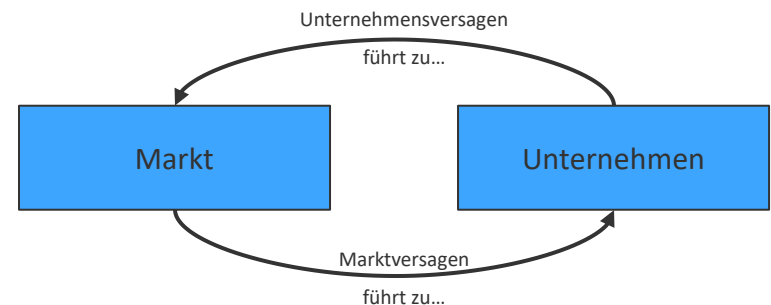 Unternehmensversagen
führt zu...
Markt
Unternehmen
Marktversagen
führt zu...